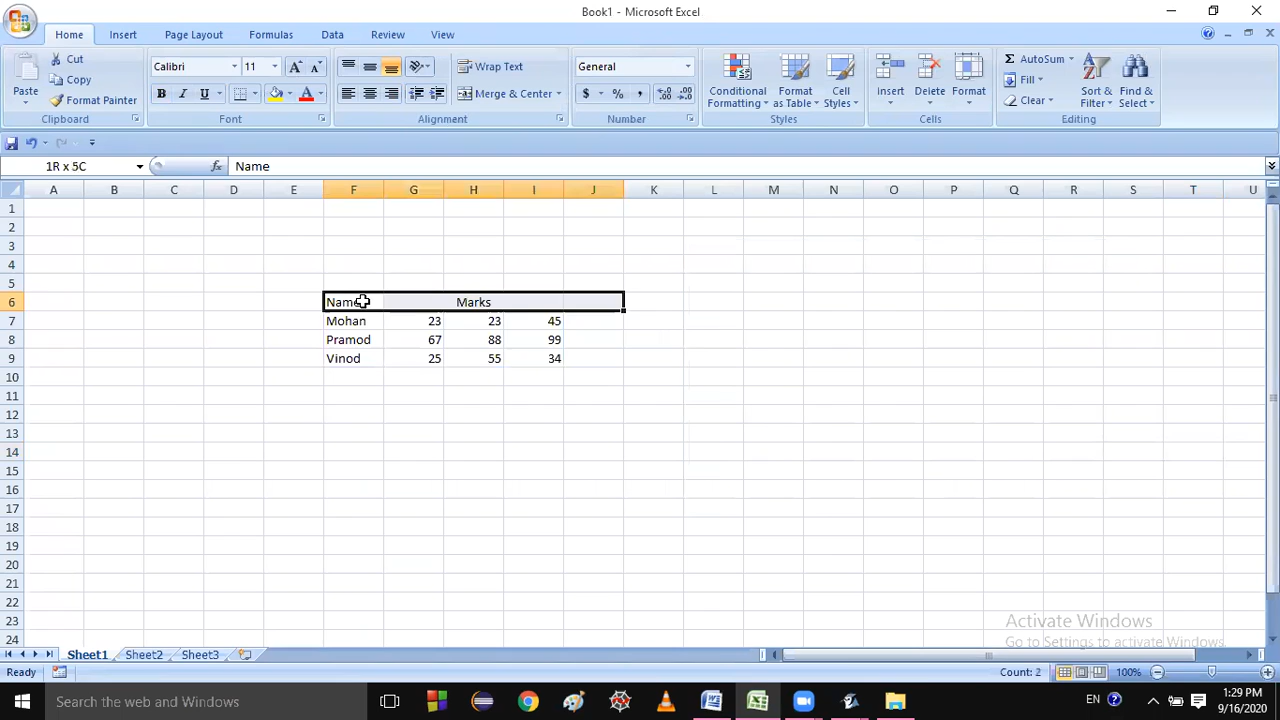 Book1 - Microsoft Excel
Home Insert Page Layout Formulas Data Review View
Paste Cut Copy Format Painter Clipboard
Calibri 11 A A B I U A Font
Wrap Text Merge & Center Alignment
General $ % , .00 .0 Number
Conditional Formatting Format as Table Cell Styles Styles
Insert Delete Format Cells
Σ AutoSum Fill Clear Sort & Filter Find & Select Editing
1R x 5C fx Name
A B C D E F G H I J K L M N O P Q R S T U
1
2
3
4
5
6 Name Marks
7 Mohan 23 23 45
8 Pramod 67 88 99
9 Vinod 25 55 34
10
11
12
13
14
15
16
17
18
19
20
21
22
23
24
Activate Windows
Go to Settings to activate Windows.
Sheet1 Sheet2 Sheet3
Ready Count: 2 100%
Search the web and Windows EN 1:29 PM
9/16/2020